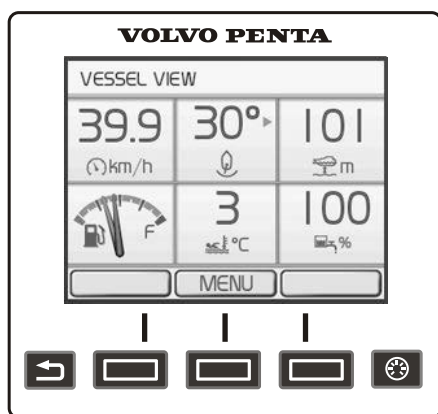 VOLVO PENTA
VESSEL VIEW
39.9 30° 101
km/h m
3 100
F °C %
MENU